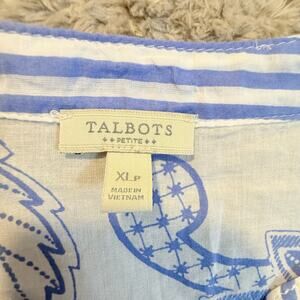 TALBOTS
PETITE
XLP
MADE IN
VIETNAM